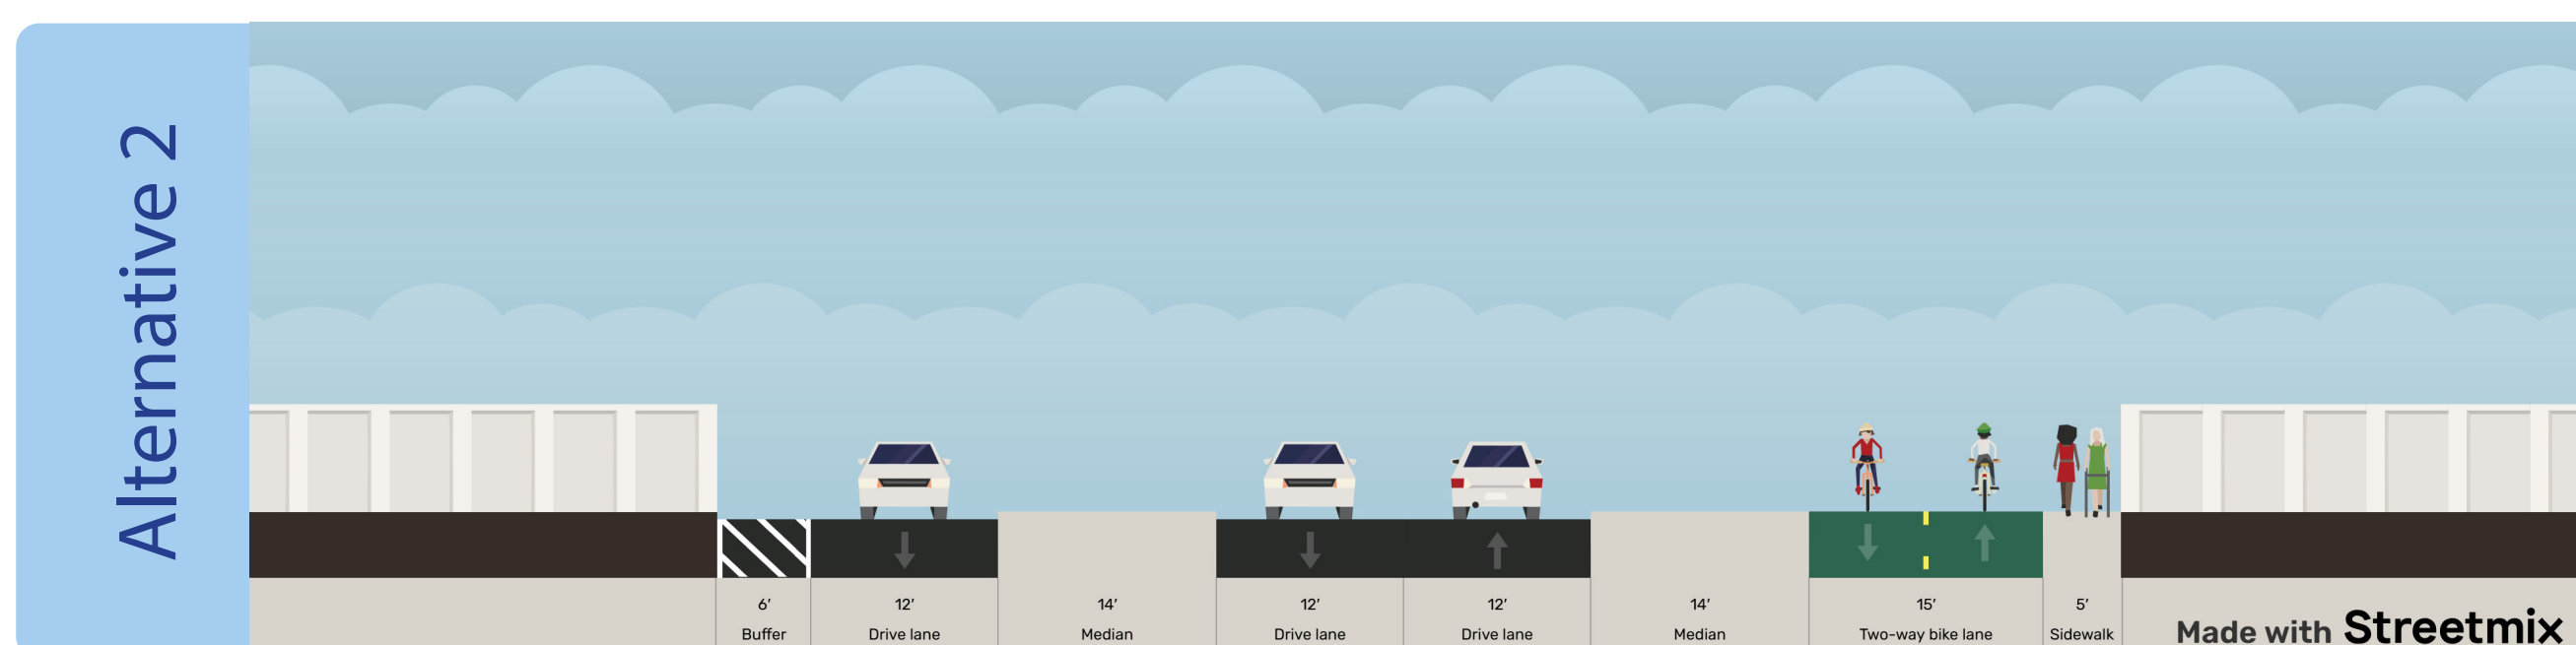 Alternative 2
6’ 12’ 14’ 12’ 12’ 14’ 15’ 5’
Buffer Drive lane Median Drive lane Drive lane Median Two-way bike lane Sidewalk
Made with Streetmix